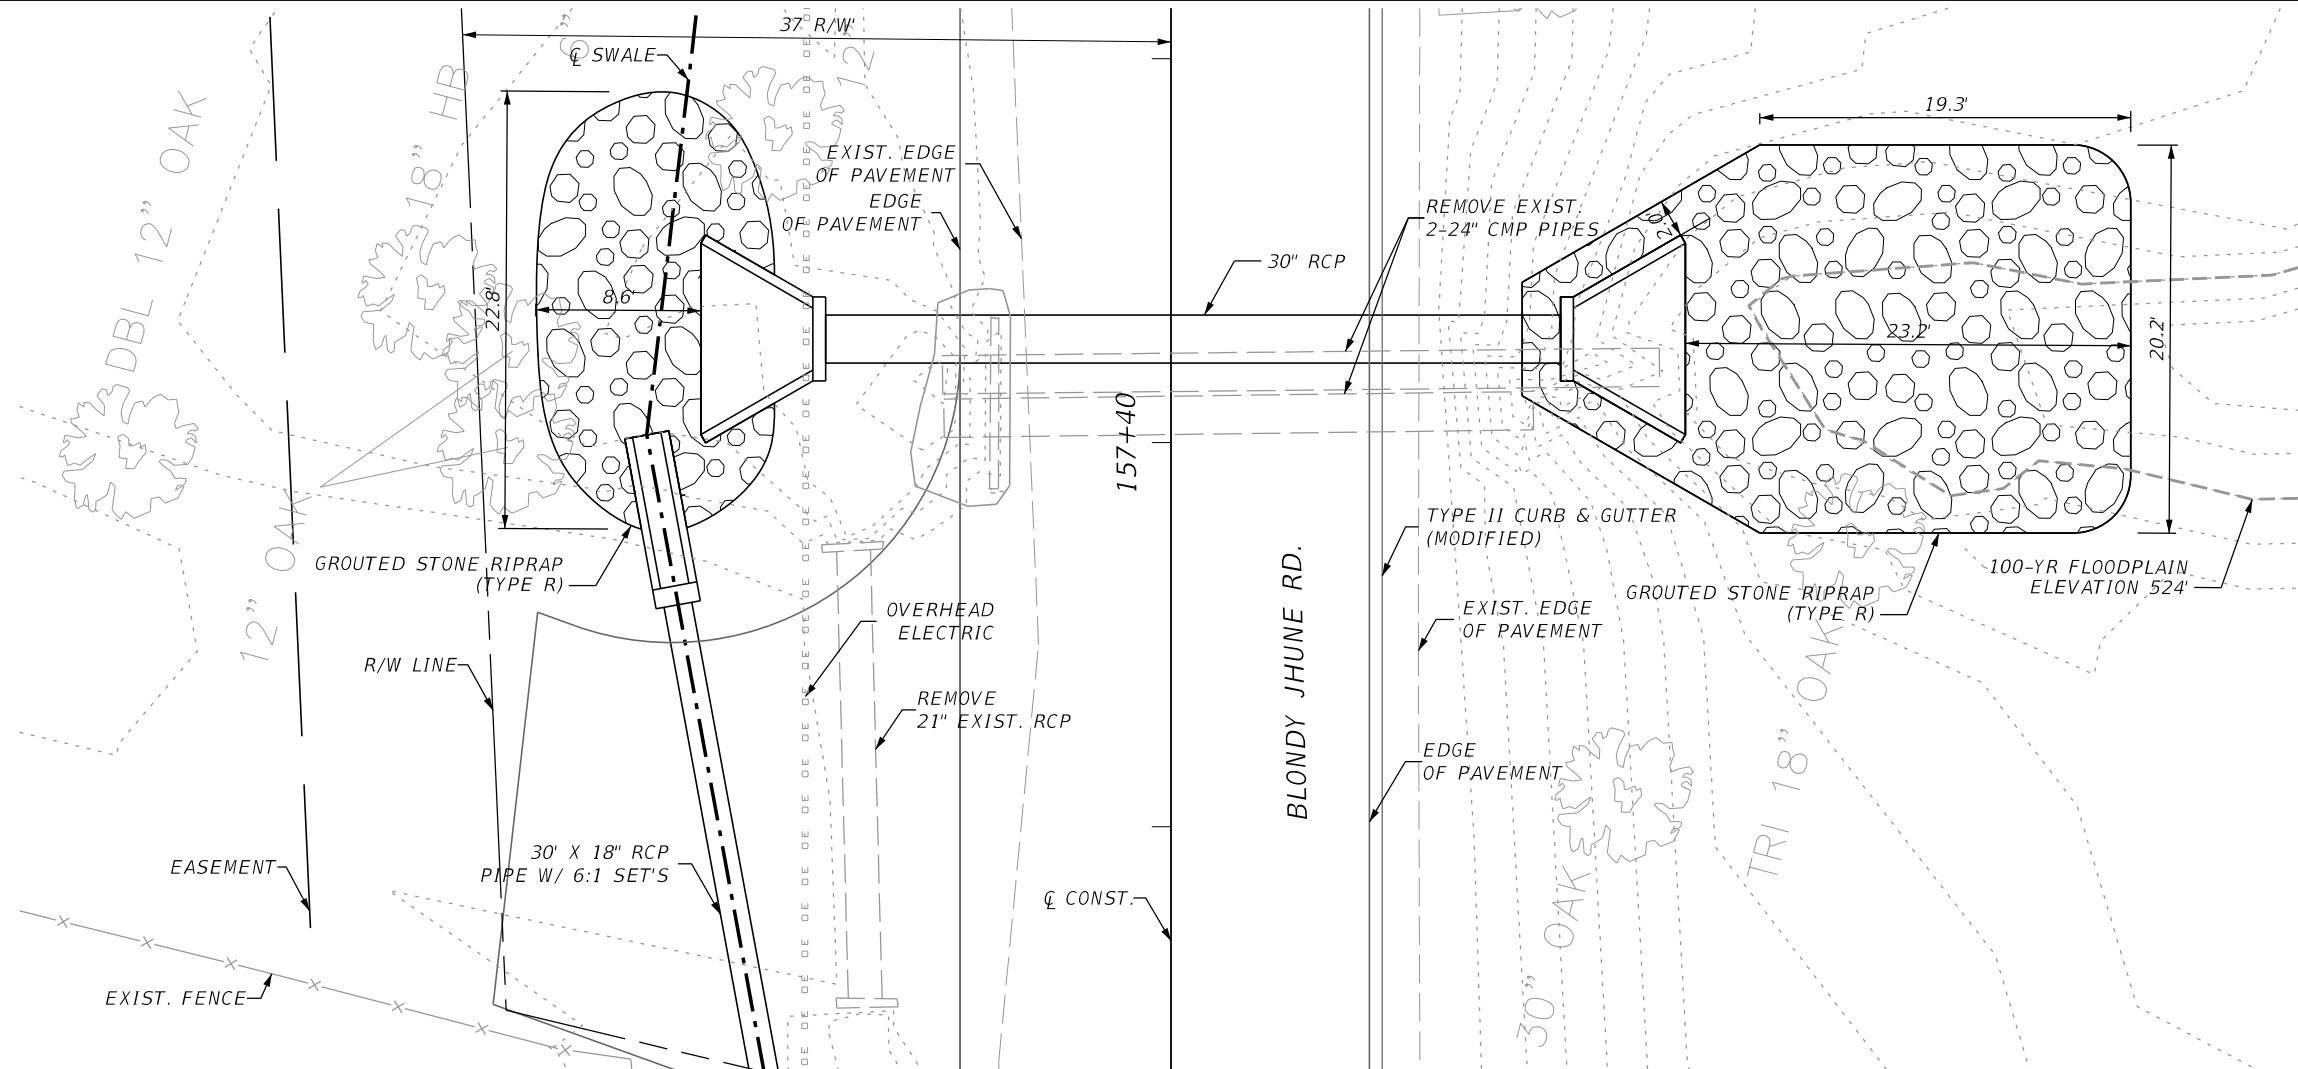 37 R/W'
℄ SWALE
6"
12"
18" HB
DBL 12" OAK
19.3'
EXIST. EDGE
OF PAVEMENT
EDGE
OF PAVEMENT
REMOVE EXIST.
2-24" CMP PIPES
2.0'
30" RCP
22.8'
8.6'
23.2'
20.2'
157+40
12" OAK
GROUTED STONE RIPRAP
(TYPE R)
TYPE II CURB & GUTTER
(MODIFIED)
100-YR FLOODPLAIN
ELEVATION 524'
GROUTED STONE RIPRAP
(TYPE R)
OVERHEAD
ELECTRIC
EXIST. EDGE
OF PAVEMENT
R/W LINE
BLONDY JHUNE RD.
REMOVE
21" EXIST. RCP
TRI 18" OAK
EDGE
OF PAVEMENT
30' X 18" RCP
PIPE W/ 6:1 SET'S
EASEMENT
℄ CONST.
30" OAK
EXIST. FENCE